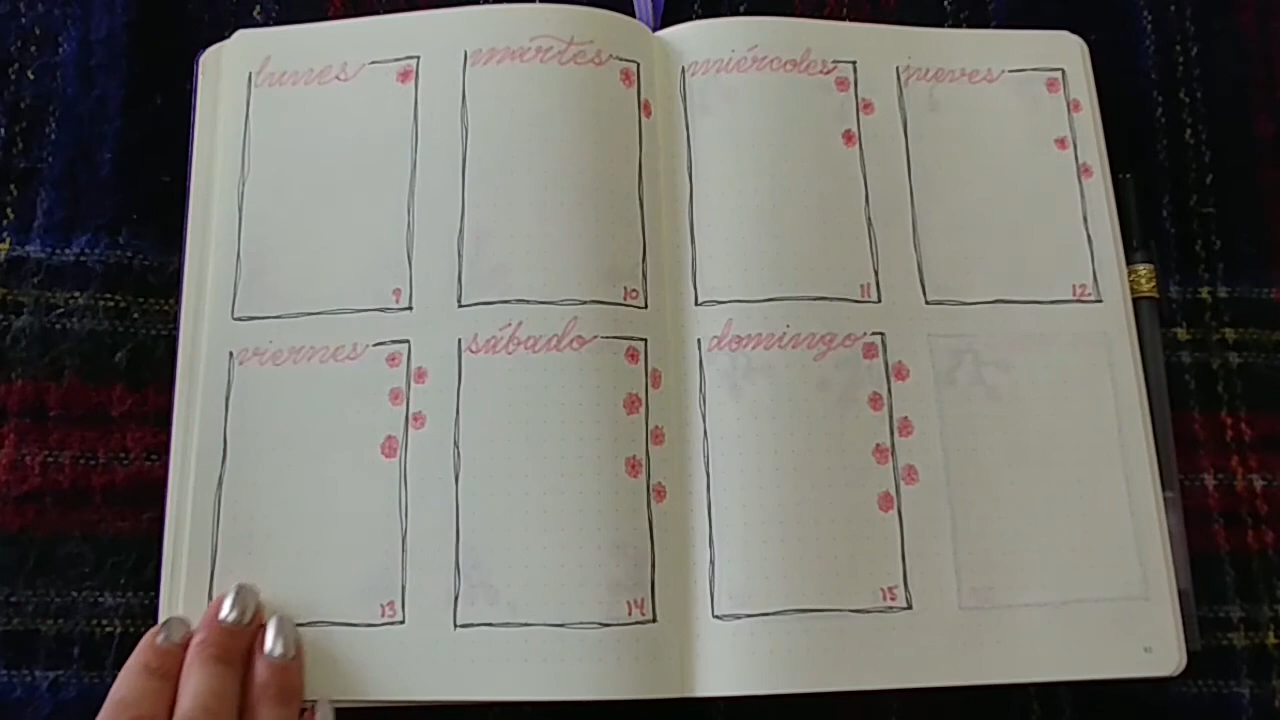 lunes
9
martes
10
miércoles
11
jueves
12
viernes
13
sábado
14
domingo
15